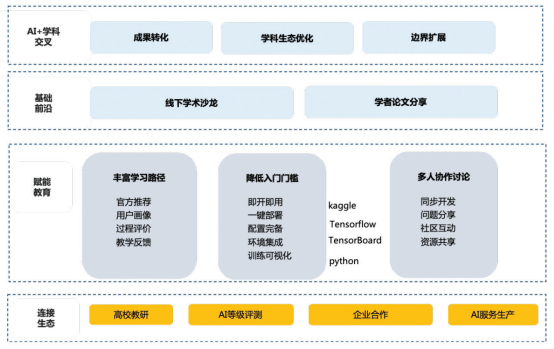 AI+学科
交叉
成果转化
学科生态优化
边界扩展
基础
前沿
线下学术沙龙
学者论文分享
赋能
教育
丰富学习路径
官方推荐
用户画像
过程评价
教学反馈
降低入门门槛
即开即用
一键部署
配置完备
环境集成
训练可视化
kaggle
Tensorflow
TensorBoard
python
多人协作讨论
同步开发
问题分享
社区互动
资源共享
连接
生态
高校教研
AI等级评测
企业合作
AI服务生产